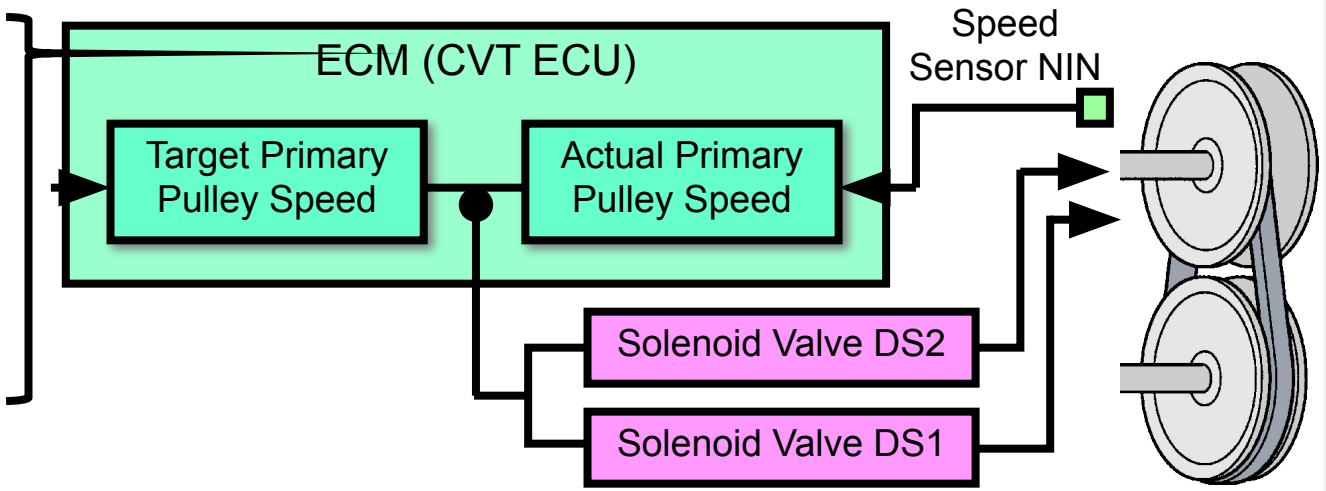 Speed
Sensor NIN
ECM (CVT ECU)
Target Primary
Pulley Speed
Actual Primary
Pulley Speed
Solenoid Valve DS2
Solenoid Valve DS1